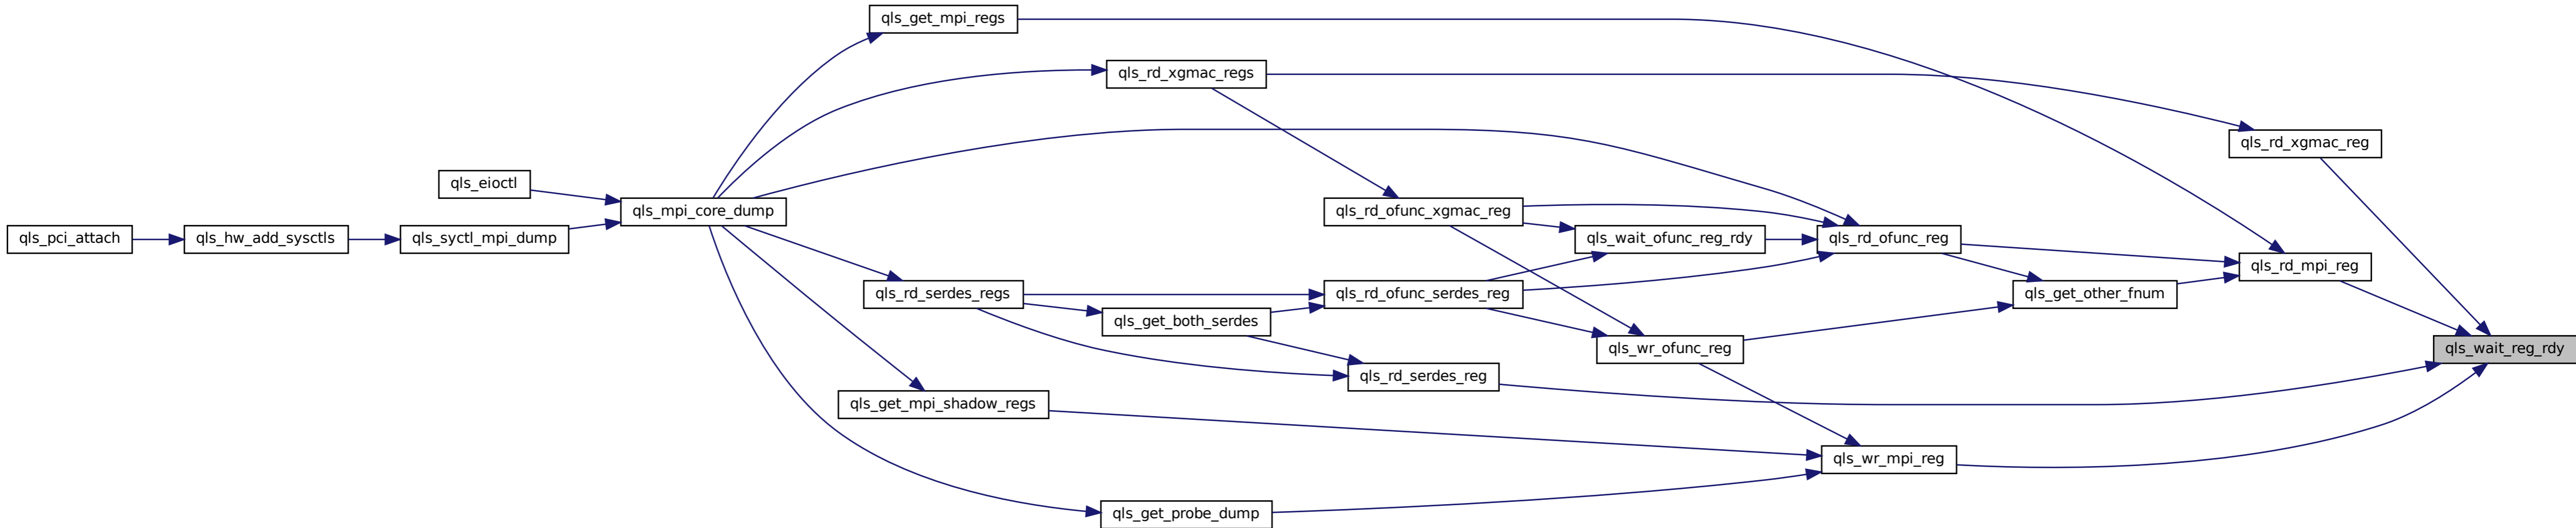 qls_get_mpi_regs
qls_rd_xgmac_regs
qls_rd_xgmac_reg
qls_eioctl
qls_mpi_core_dump
qls_rd_ofunc_xgmac_reg
qls_pci_attach
qls_hw_add_sysctls
qls_syctl_mpi_dump
qls_wait_ofunc_reg_rdy
qls_rd_ofunc_reg
qls_rd_mpi_reg
qls_rd_serdes_regs
qls_rd_ofunc_serdes_reg
qls_get_other_fnum
qls_get_both_serdes
qls_wr_ofunc_reg
qls_wait_reg_rdy
qls_rd_serdes_reg
qls_get_mpi_shadow_regs
qls_wr_mpi_reg
qls_get_probe_dump